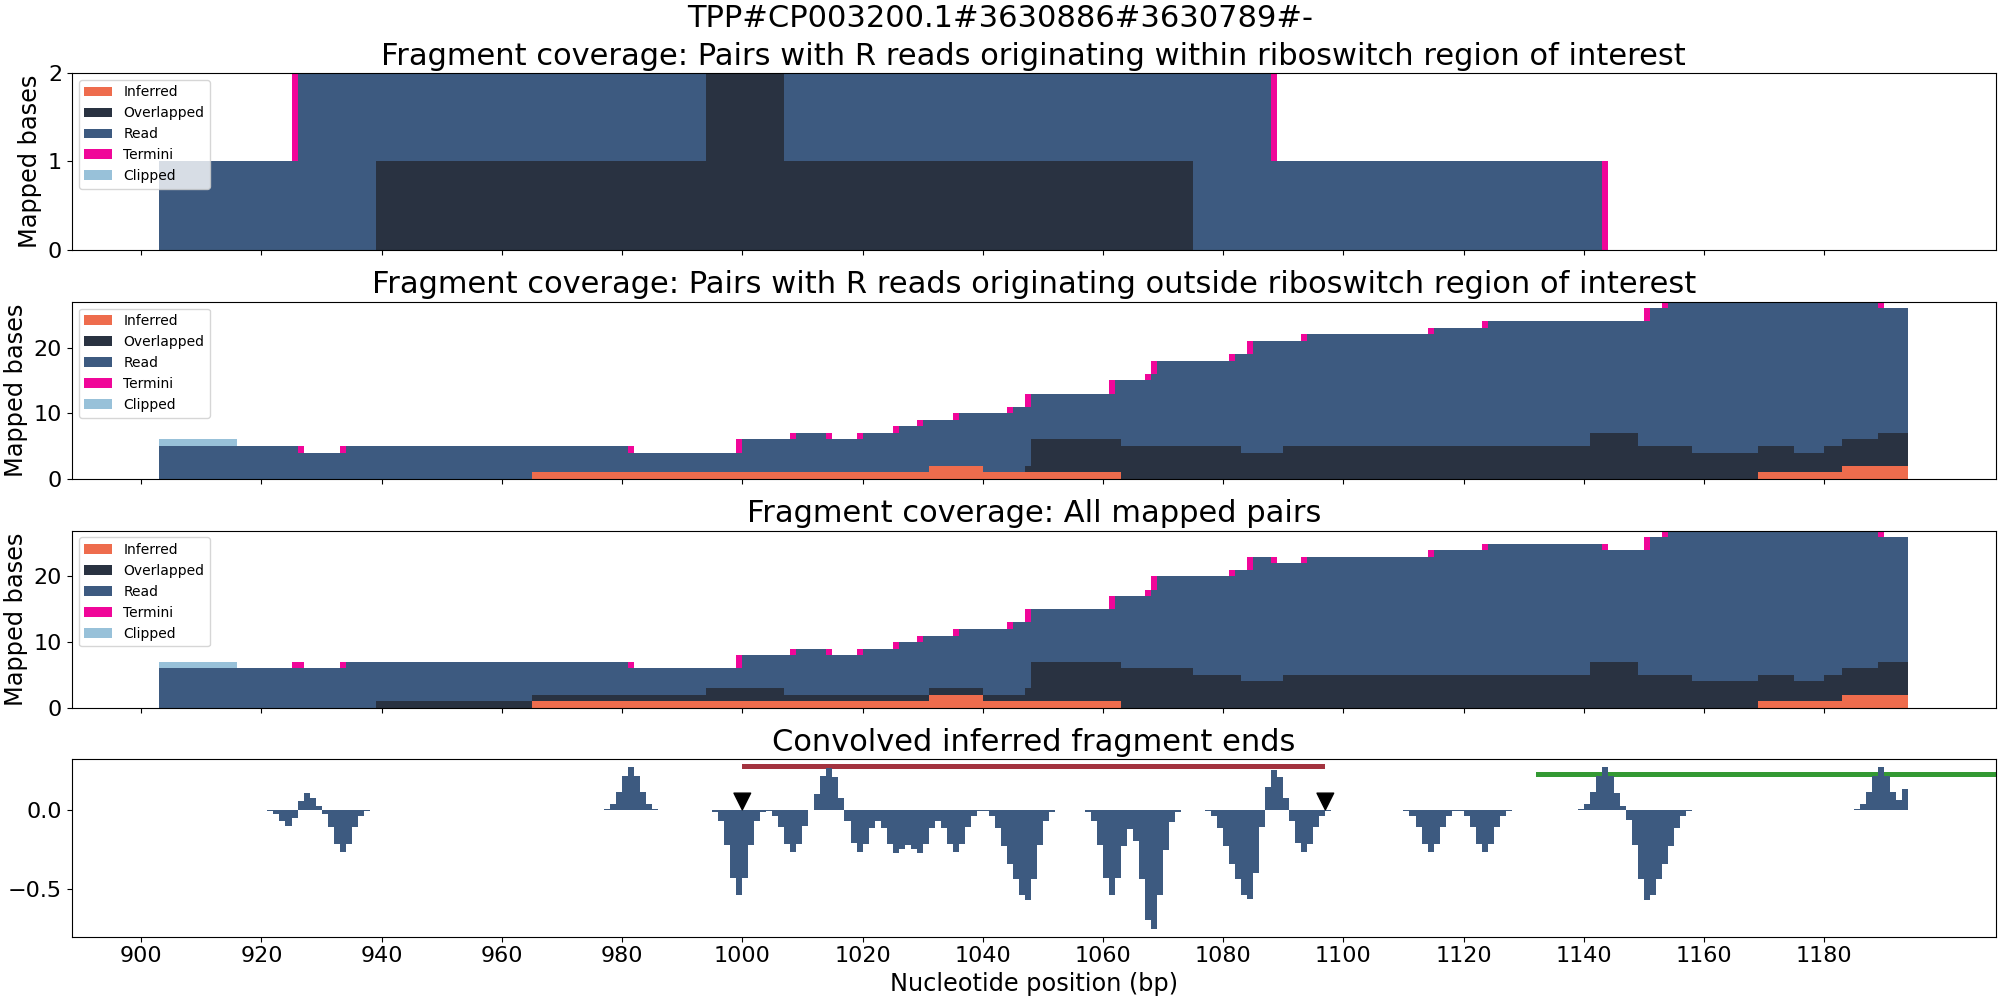 TPP#CP003200.1#3630886#3630789#-
Fragment coverage: Pairs with R reads originating within riboswitch region of interest
Mapped bases
2
1
0
Inferred
Overlapped
Read
Termini
Clipped
Fragment coverage: Pairs with R reads originating outside riboswitch region of interest
Mapped bases
20
10
0
Inferred
Overlapped
Read
Termini
Clipped
Fragment coverage: All mapped pairs
Mapped bases
20
10
0
Inferred
Overlapped
Read
Termini
Clipped
Convolved inferred fragment ends
0.0
−0.5
900 920 940 960 980 1000 1020 1040 1060 1080 1100 1120 1140 1160 1180
Nucleotide position (bp)